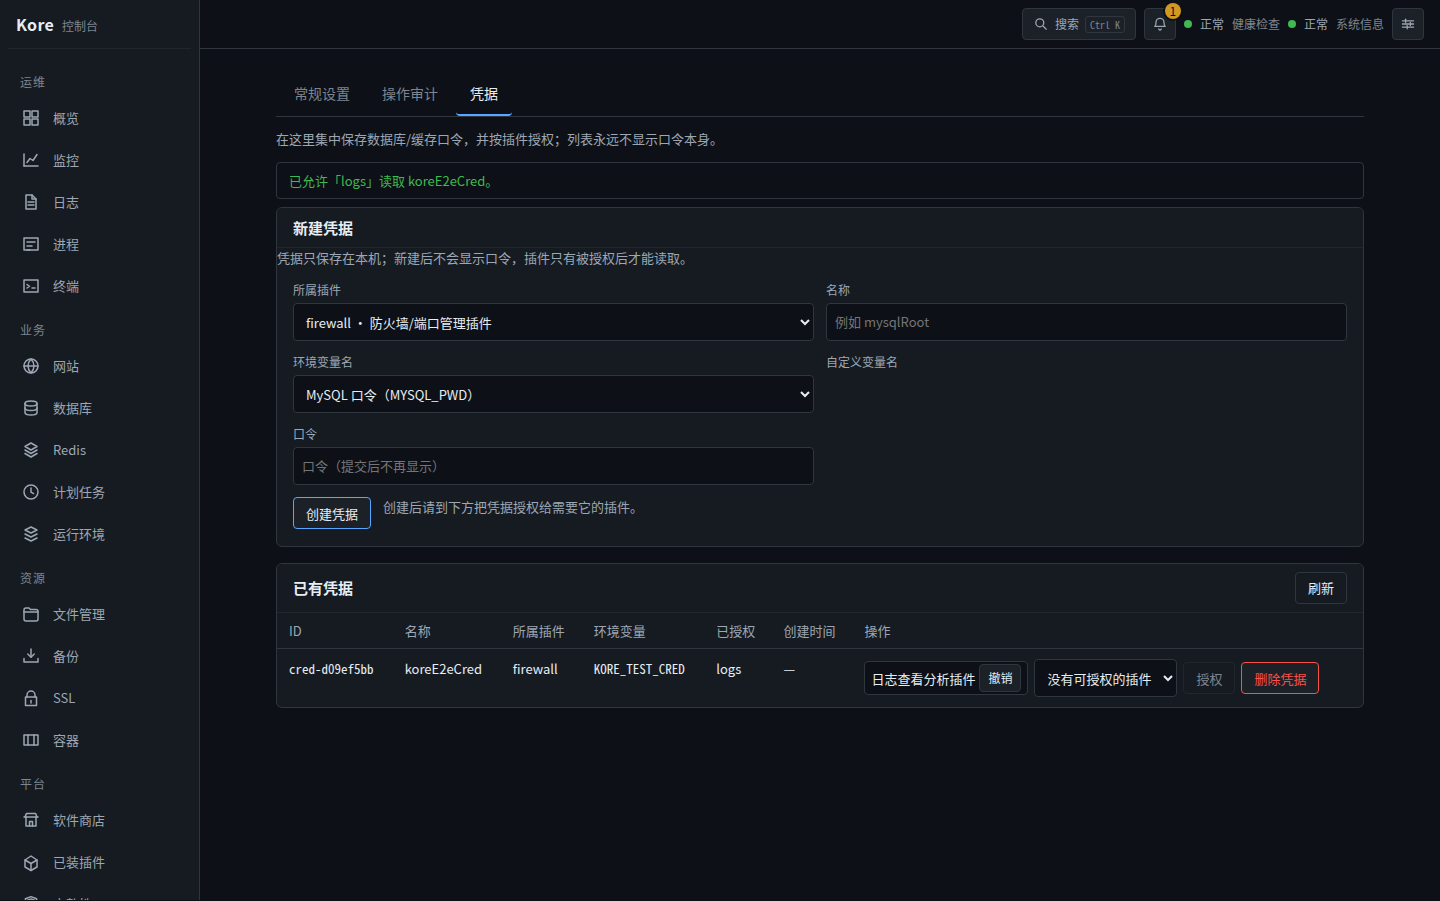 Kore 控制台
搜索 Ctrl K
1
正常 健康检查
正常 系统信息
运维
概览
监控
日志
进程
终端
业务
网站
数据库
Redis
计划任务
运行环境
资源
文件管理
备份
SSL
容器
平台
软件商店
已装插件
常规设置 操作审计 凭据
在这里集中保存数据库/缓存口令，并按插件授权；列表永远不显示口令本身。
已允许「logs」读取 koreE2eCred。
新建凭据
凭据只保存在本机；新建后不会显示口令，插件只有被授权后才能读取。
所属插件 名称
firewall · 防火墙/端口管理插件 例如 mysqlRoot
环境变量名 自定义变量名
MySQL 口令（MYSQL_PWD）
口令
口令（提交后不再显示）
创建凭据 创建后请到下方把凭据授权给需要它的插件。
已有凭据 刷新
ID 名称 所属插件 环境变量 已授权 创建时间 操作
cred-d09ef5bb koreE2eCred firewall KORE_TEST_CRED logs — 日志查看分析插件 撤销 没有可授权的插件 授权 删除凭据